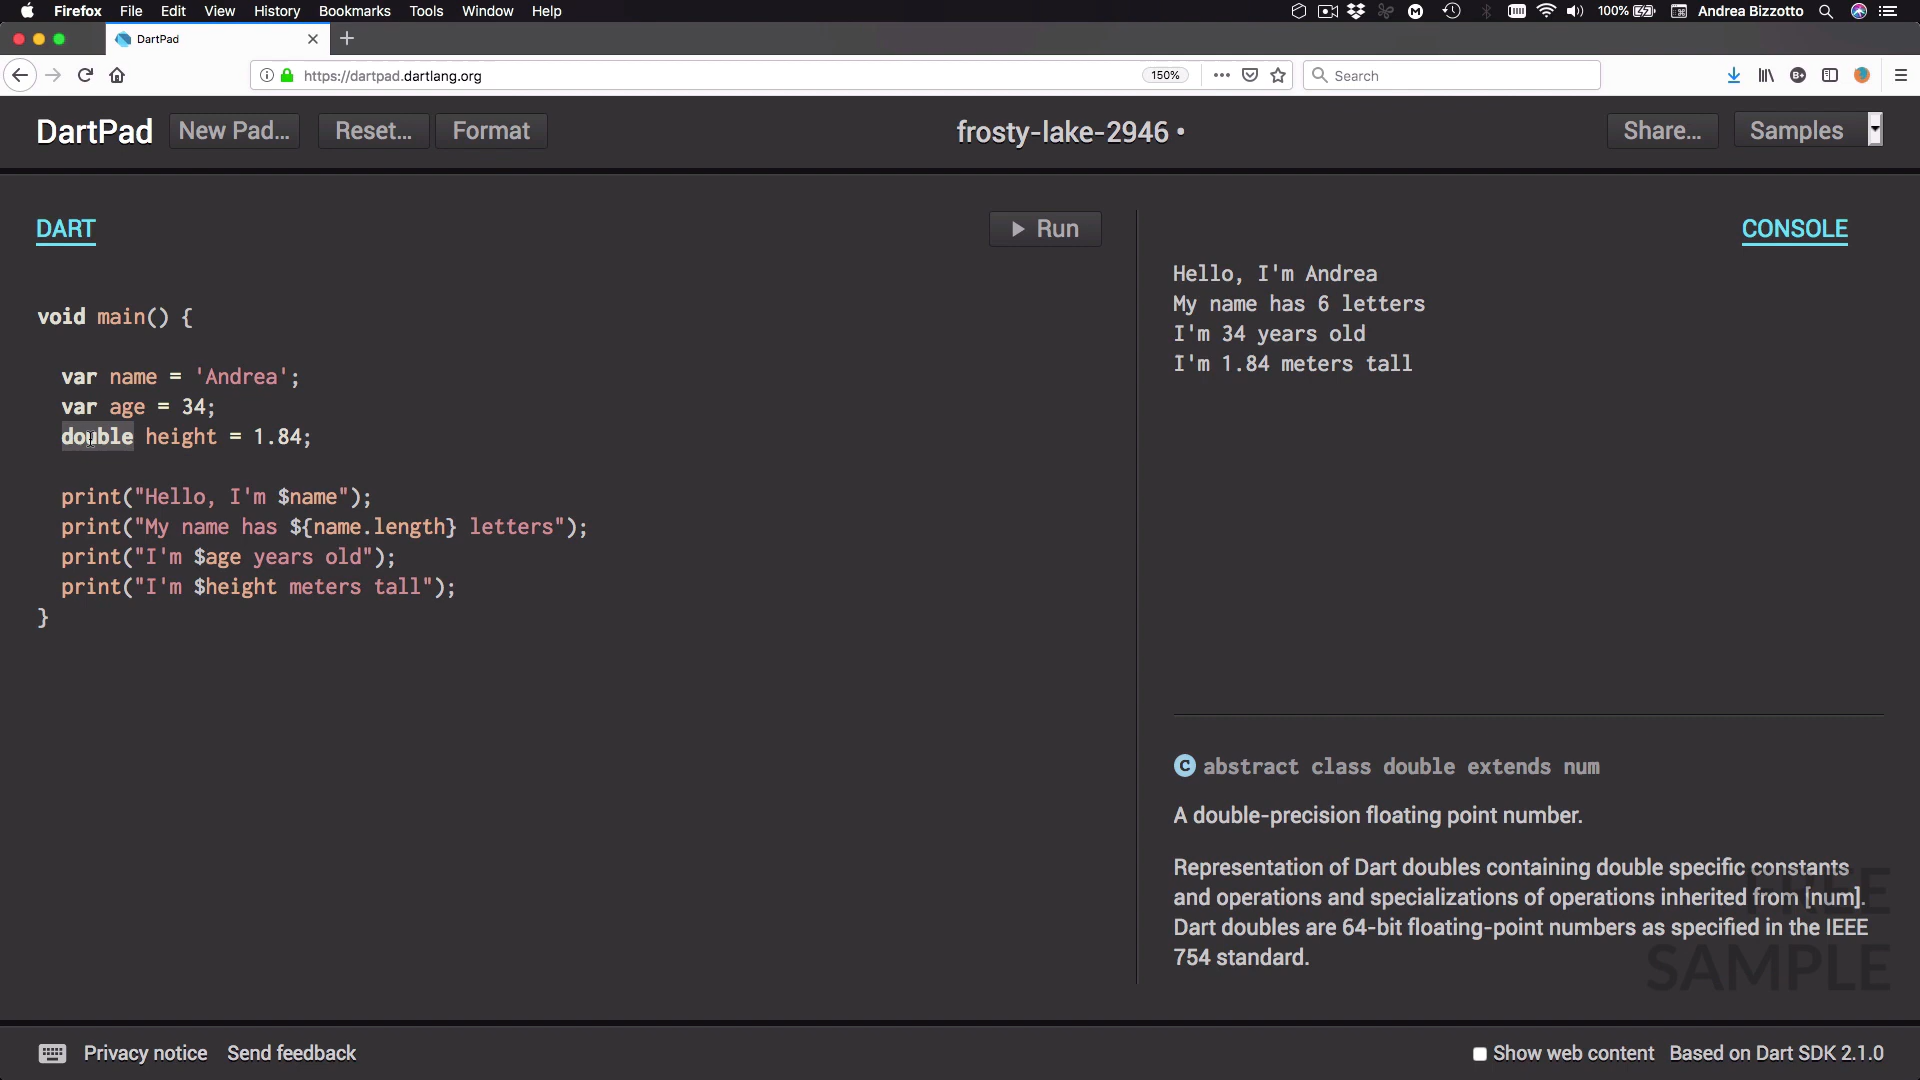 Firefox File Edit View History Bookmarks Tools Window Help 100% Andrea Bizzotto
DartPad
https://dartpad.dartlang.org 150% Search
DartPad New Pad... Reset... Format frosty-lake-2946 • Share... Samples
DART Run CONSOLE
void main() {
var name = 'Andrea';
var age = 34;
double height = 1.84;
print("Hello, I'm $name");
print("My name has ${name.length} letters");
print("I'm $age years old");
print("I'm $height meters tall");
}
Hello, I'm Andrea
My name has 6 letters
I'm 34 years old
I'm 1.84 meters tall
C abstract class double extends num
A double-precision floating point number.
Representation of Dart doubles containing double specific constants
and operations and specializations of operations inherited from [num].
Dart doubles are 64-bit floating-point numbers as specified in the IEEE
754 standard.
FREE
SAMPLE
Privacy notice Send feedback Show web content Based on Dart SDK 2.1.0